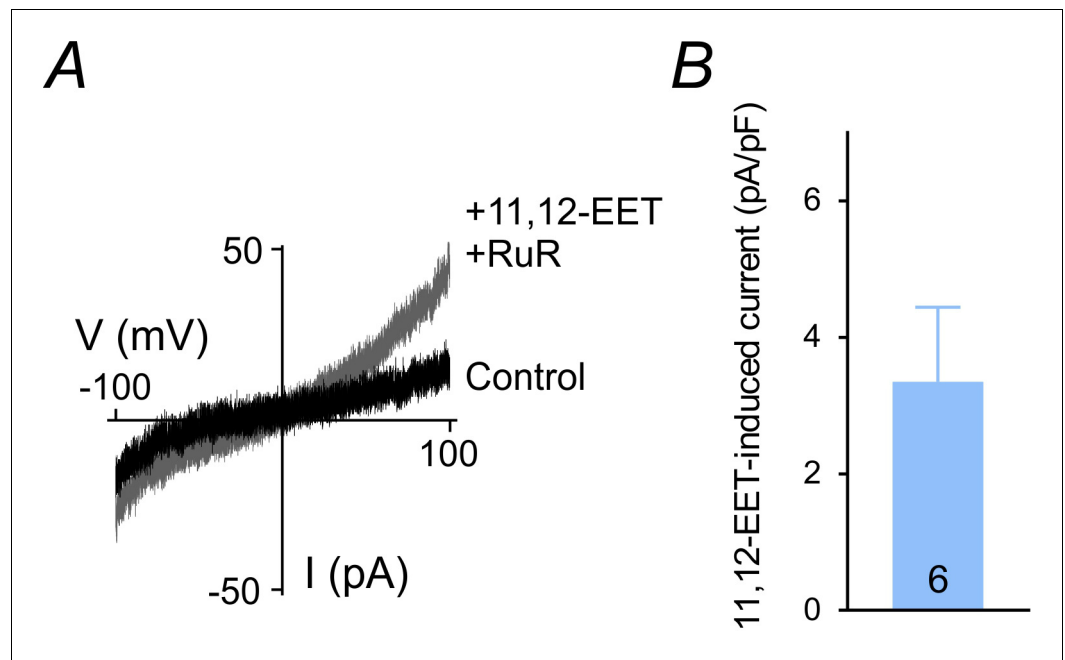 A
+11,12-EET
50
+RuR
V (mV)
-100
Control
100
I (pA)
-50
B
11,12-EET-induced current (pA/pF)
6
4
2
0
6